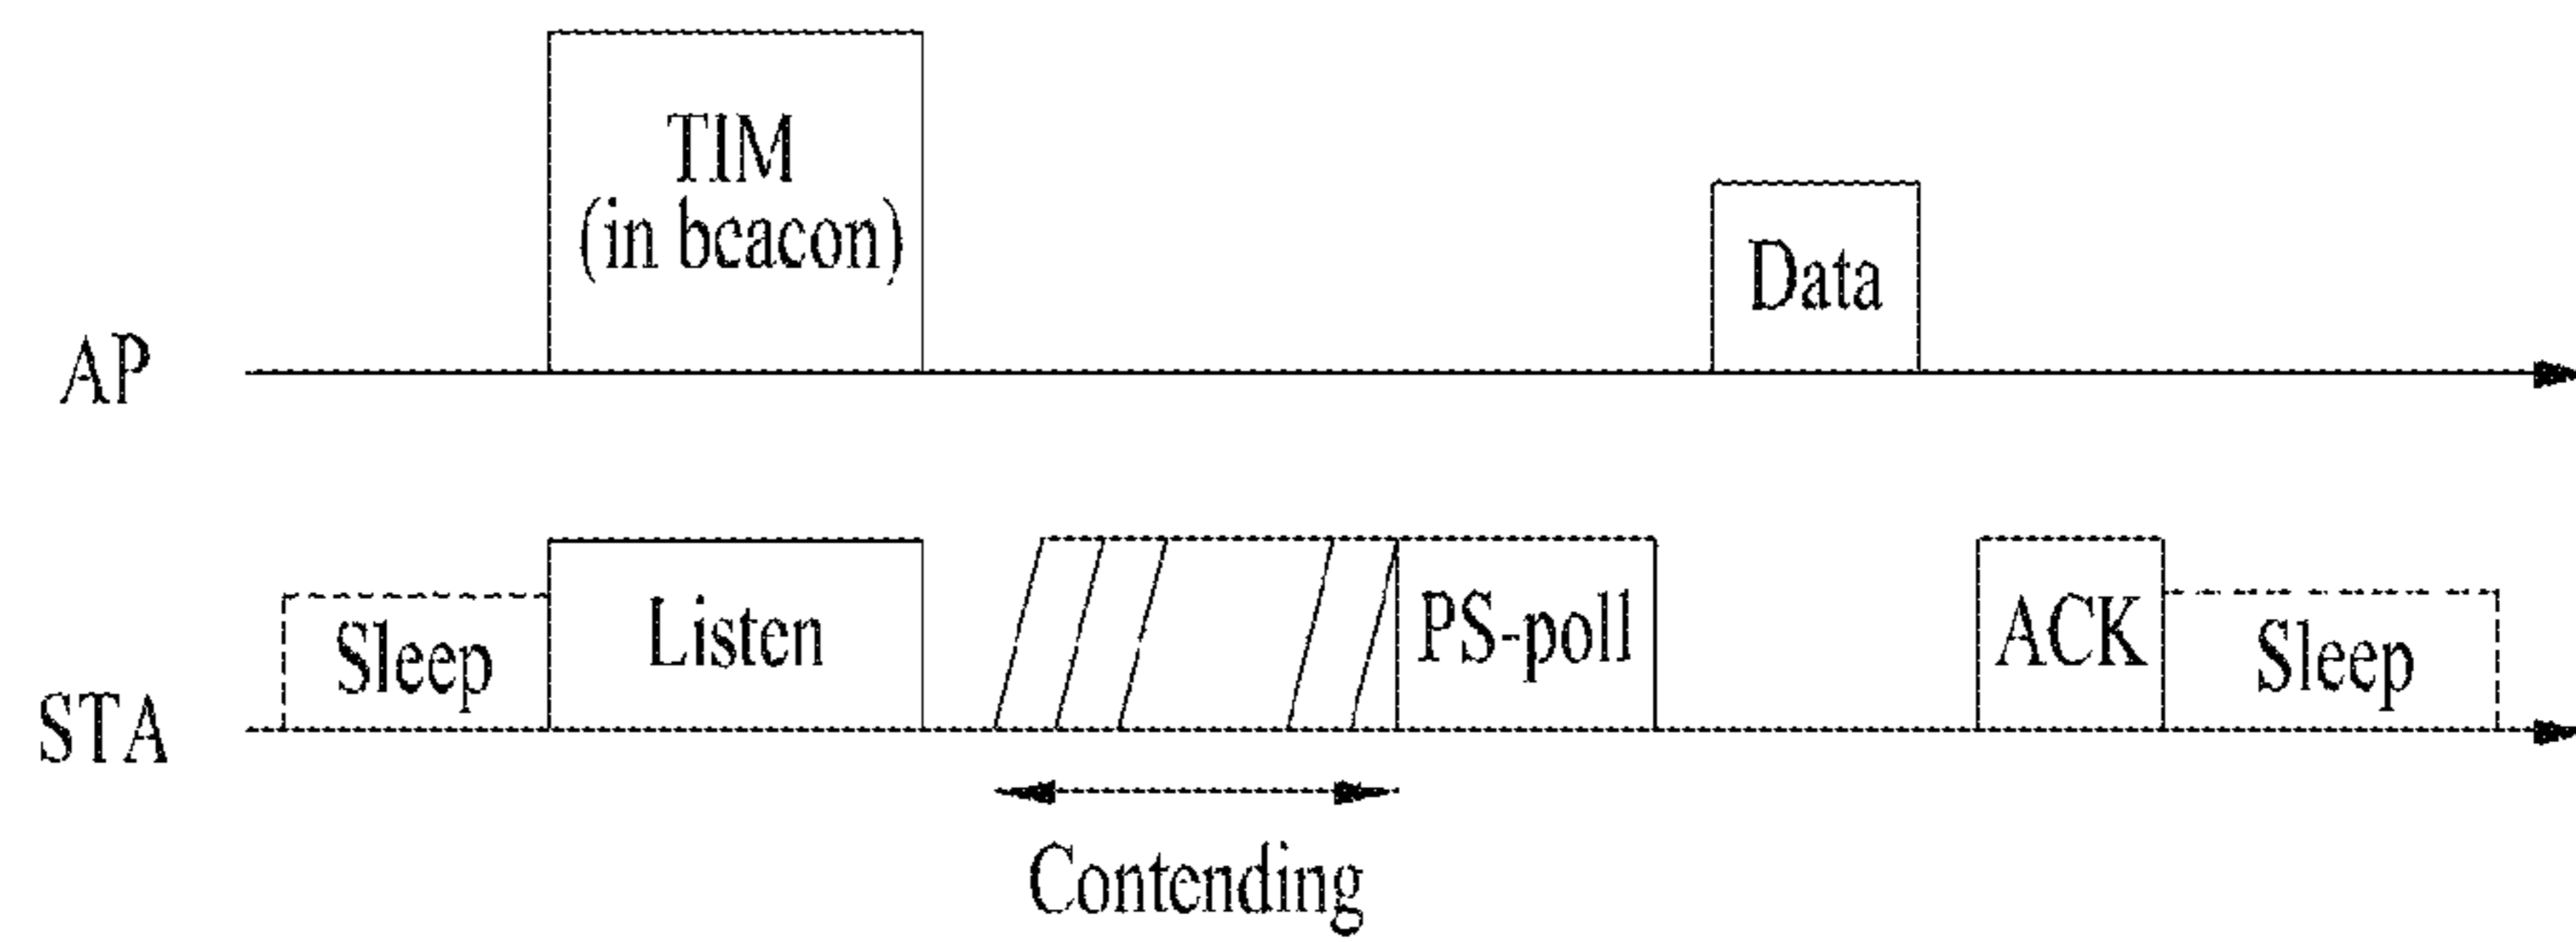 TIM
(in beacon)
Data
AP
Sleep
Listen
PS-poll
ACK
Sleep
STA
Contending